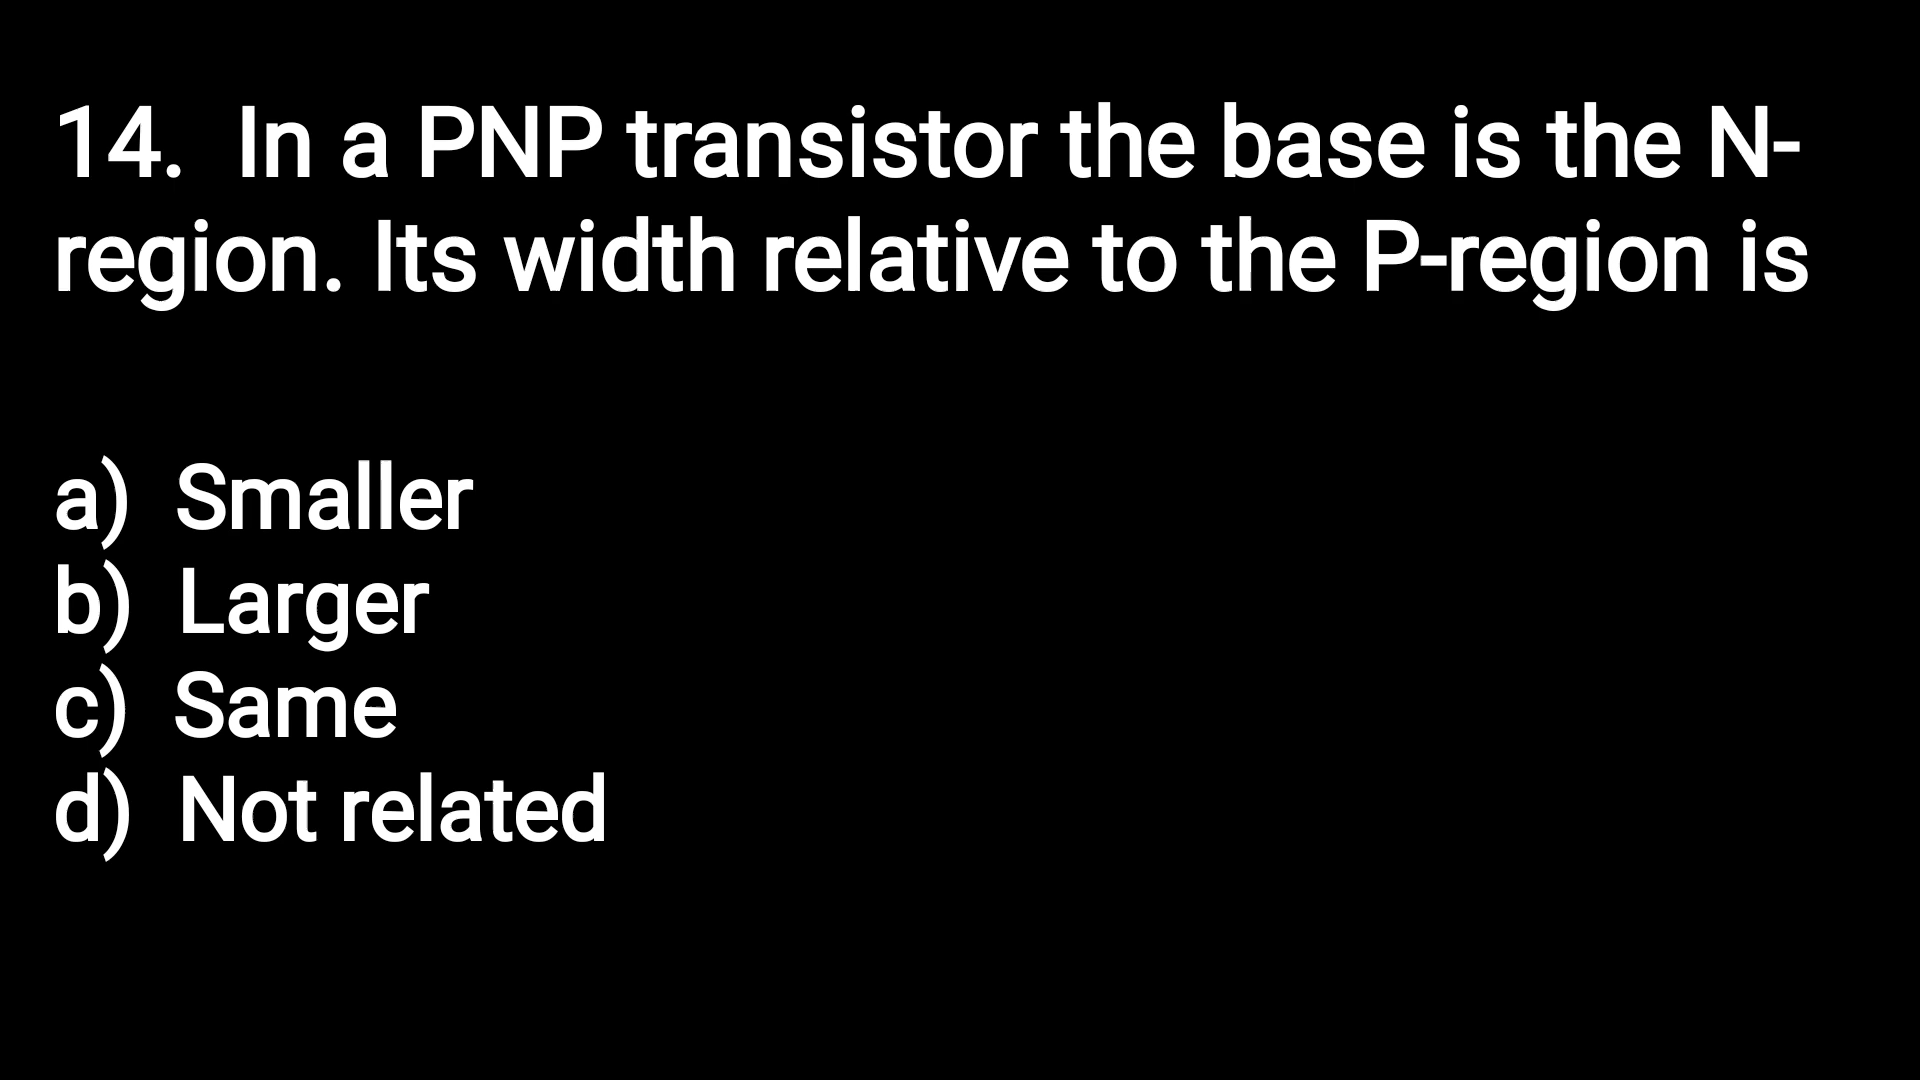 14.  In a PNP transistor the base is the N-
region. Its width relative to the P-region is
a)  Smaller
b)  Larger
c)  Same
d)  Not related